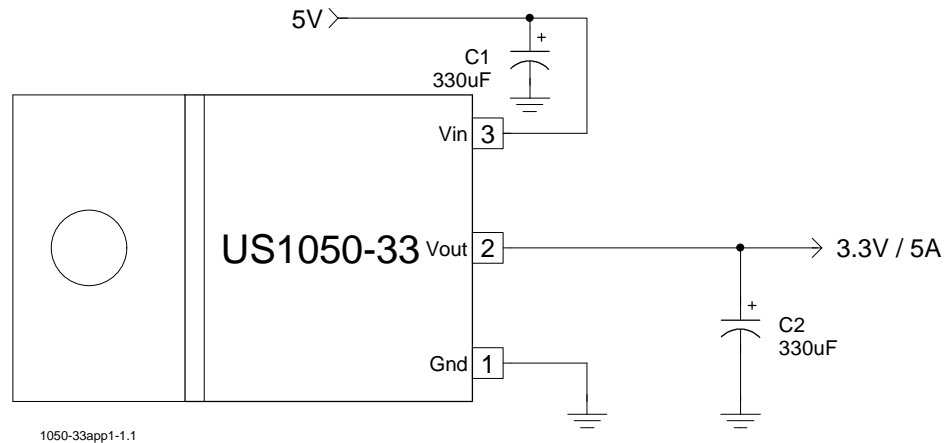 5V
+
C1
330uF
Vin 3
US1050-33 Vout 2
3.3V / 5A
+
C2
330uF
Gnd 1
1050-33app1-1.1